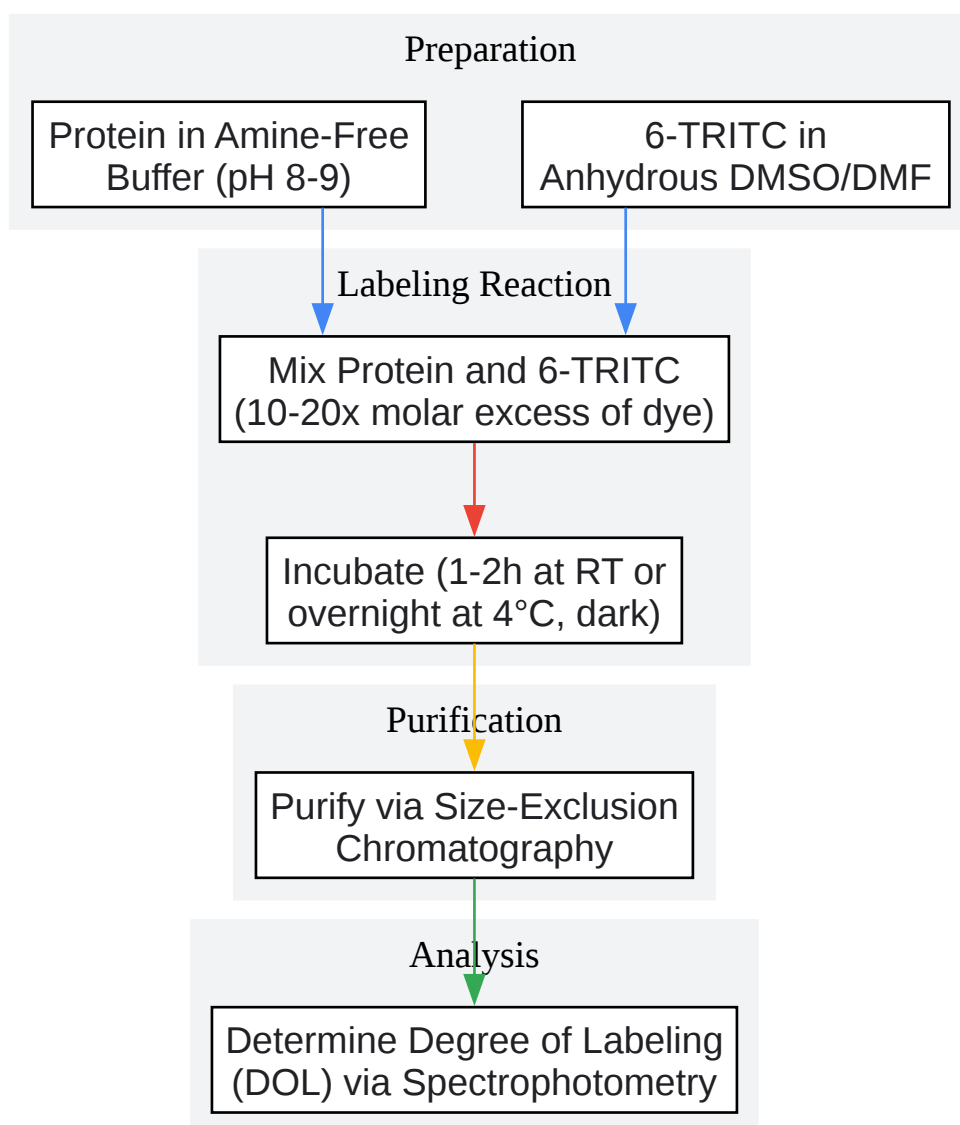 Preparation
Protein in Amine-Free
Buffer (pH 8-9)
6-TRITC in
Anhydrous DMSO/DMF
Labeling Reaction
Mix Protein and 6-TRITC
(10-20x molar excess of dye)
Incubate (1-2h at RT or
overnight at 4°C, dark)
Purification
Purify via Size-Exclusion
Chromatography
Analysis
Determine Degree of Labeling
(DOL) via Spectrophotometry